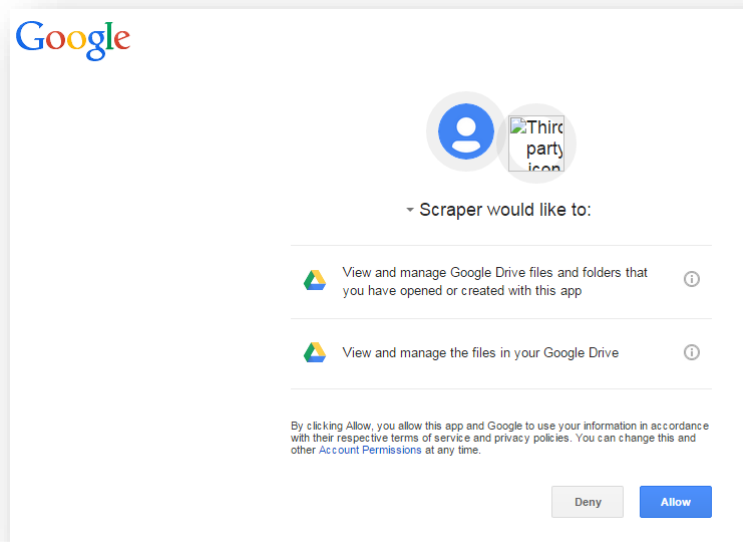 Google
Third
party
icon
Scraper would like to:
View and manage Google Drive files and folders that
you have opened or created with this app
View and manage the files in your Google Drive
By clicking Allow, you allow this app and Google to use your information in accordance
with their respective terms of service and privacy policies. You can change this and
other Account Permissions at any time.
Deny
Allow